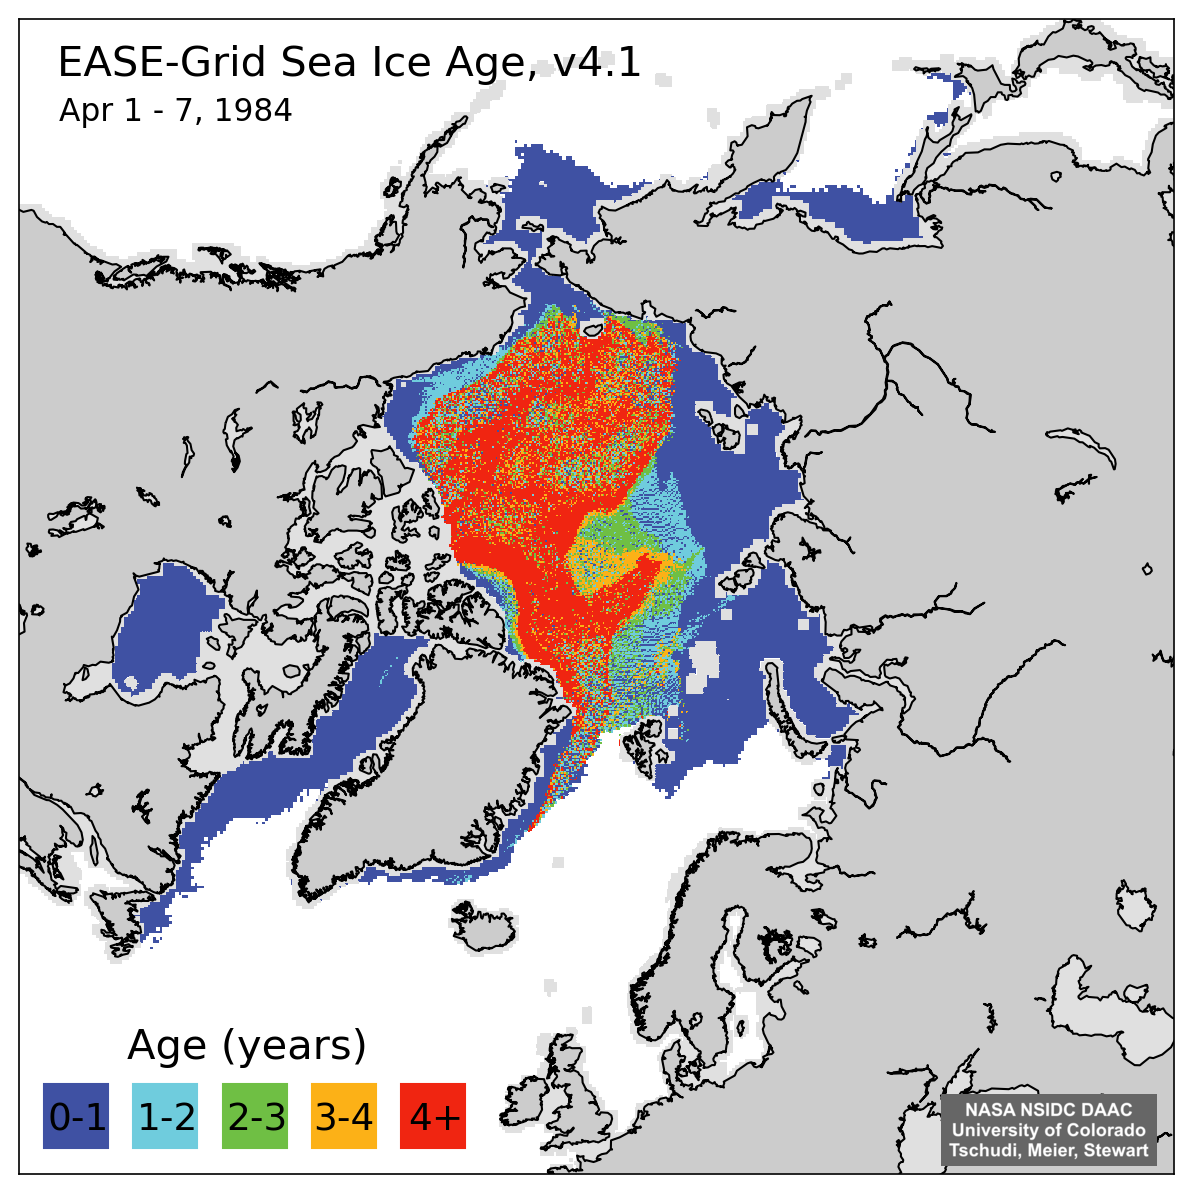 EASE-Grid Sea Ice Age, v4.1
Apr 1 - 7, 1984
Age (years)
0-1 1-2 2-3 3-4 4+
NASA NSIDC DAAC
University of Colorado
Tschudi, Meier, Stewart